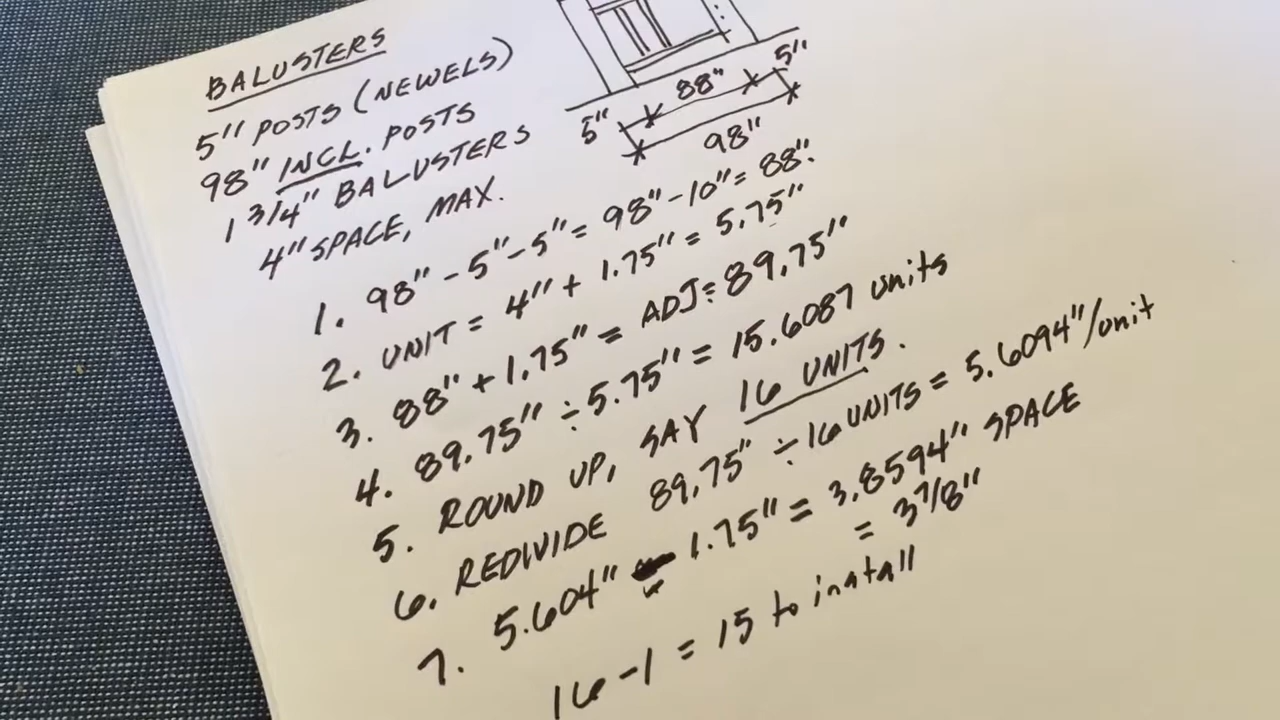 BALUSTERS
5" POSTS (NEWELS)
98" INCL. POSTS
1 3/4" BALUSTERS
4" SPACE, MAX.
5" 88" 5"
98"
1. 98" - 5" - 5" = 98" - 10" = 88".
2. UNIT = 4" + 1.75" = 5.75"
3. 88" + 1.75" = ADJ = 89.75"
4. 89.75" ÷ 5.75" = 15.6087 units
5. ROUND UP, SAY 16 UNITS.
6. REDIVIDE 89.75" ÷ 16 UNITS = 5.6094"/unit
7. 5.604" - 1.75" = 3.8594" SPACE
= 3 7/8"
16 - 1 = 15 to install